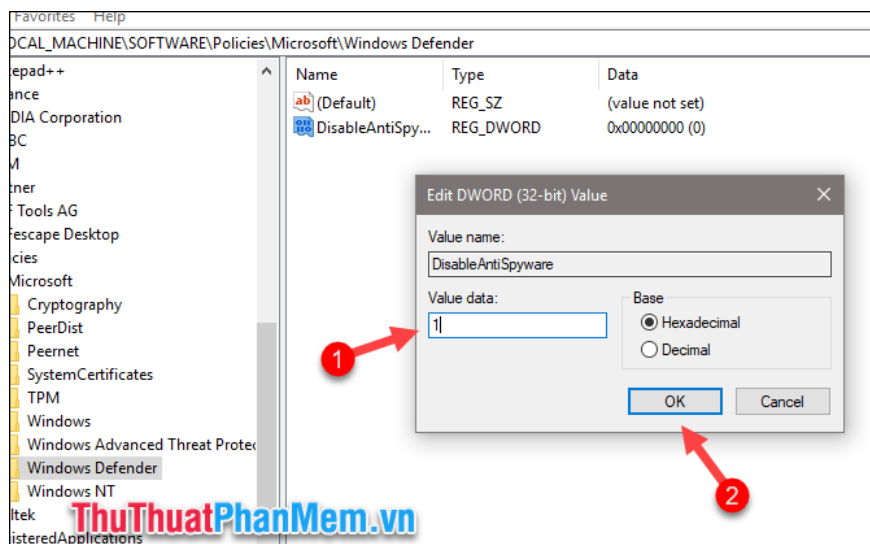 Favorites Help
OCAL_MACHINE\SOFTWARE\Policies\Microsoft\Windows Defender
tepad++
ance
DIA Corporation
BC
M
tner
F Tools AG
fescape Desktop
cies
Microsoft
Cryptography
PeerDist
Peernet
SystemCertificates
TPM
Windows
Windows Advanced Threat Protec
Windows Defender
Windows NT
ltek
isteredApplications
Name Type Data
ab (Default) REG_SZ (value not set)
DisableAntiSpy... REG_DWORD 0x00000000 (0)
Edit DWORD (32-bit) Value
Value name:
DisableAntiSpyware
Value data:
1
Base
Hexadecimal
Decimal
OK Cancel
1
2
ThuThuatPhanMem.vn